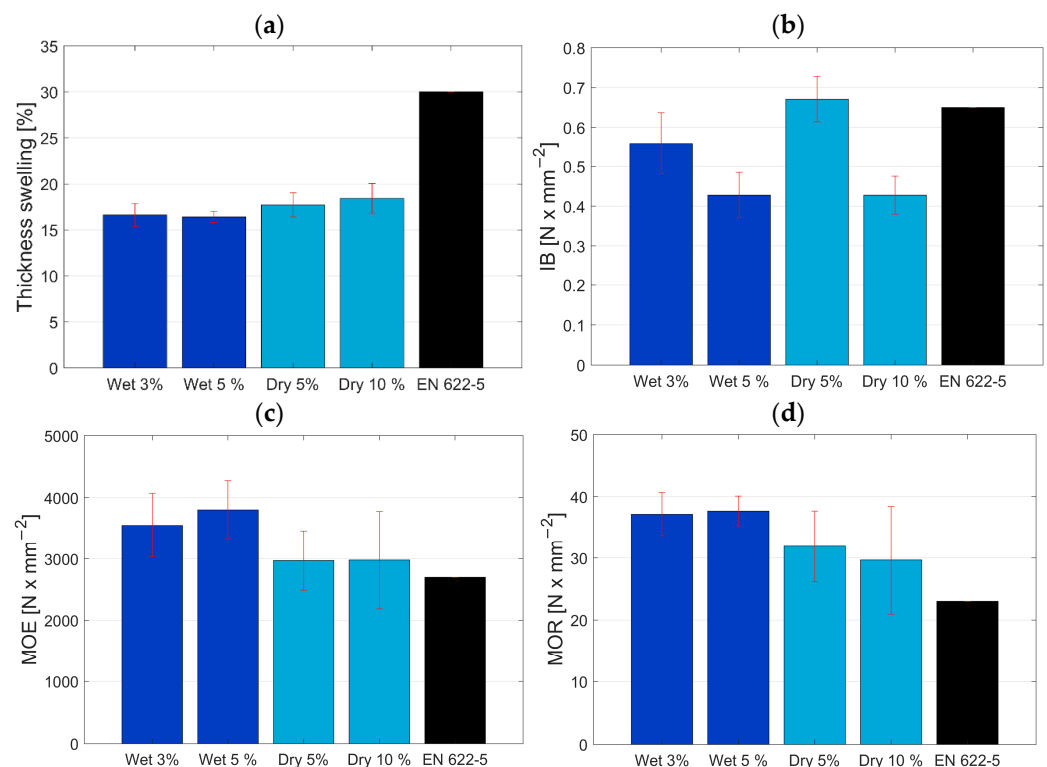 (a)
Thickness swelling [%]
35
30
25
20
15
10
5
0
Wet 3% Wet 5 % Dry 5% Dry 10 % EN 622-5
(b)
IB [N x mm−2]
0.8
0.7
0.6
0.5
0.4
0.3
0.2
0.1
0
Wet 3% Wet 5 % Dry 5% Dry 10 % EN 622-5
(c)
MOE [N x mm−2]
5000
4000
3000
2000
1000
0
Wet 3% Wet 5 % Dry 5% Dry 10 % EN 622-5
(d)
MOR [N x mm−2]
50
40
30
20
10
0
Wet 3% Wet 5 % Dry 5% Dry 10 % EN 622-5